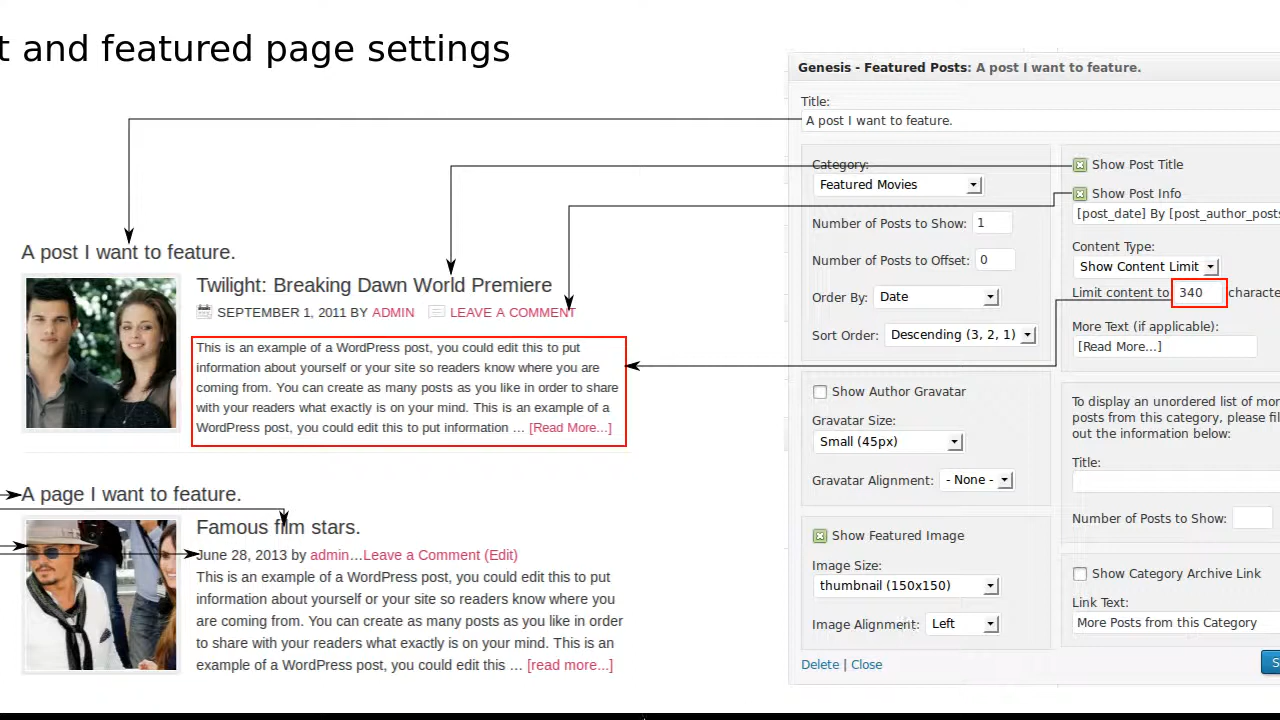 t and featured page settings
A post I want to feature.
Twilight: Breaking Dawn World Premiere
SEPTEMBER 1, 2011 BY ADMIN LEAVE A COMMENT
This is an example of a WordPress post, you could edit this to put
information about yourself or your site so readers know where you are
coming from. You can create as many posts as you like in order to share
with your readers what exactly is on your mind. This is an example of a
WordPress post, you could edit this to put information … [Read More...]
A page I want to feature.
Famous film stars.
June 28, 2013 by admin…Leave a Comment (Edit)
This is an example of a WordPress post, you could edit this to put
information about yourself or your site so readers know where you
are coming from. You can create as many posts as you like in order
to share with your readers what exactly is on your mind. This is an
example of a WordPress post, you could edit this … [read more...]
Genesis - Featured Posts: A post I want to feature.
Title:
A post I want to feature.
Category:
Featured Movies
Number of Posts to Show: 1
Number of Posts to Offset: 0
Order By: Date
Sort Order: Descending (3, 2, 1)
Show Author Gravatar
Gravatar Size:
Small (45px)
Gravatar Alignment: - None -
Show Featured Image
Image Size:
thumbnail (150x150)
Image Alignment: Left
Delete | Close
Show Post Title
Show Post Info
[post_date] By [post_author_posts
Content Type:
Show Content Limit
Limit content to 340 characte
More Text (if applicable):
[Read More...]
To display an unordered list of mor
posts from this category, please fil
out the information below:
Title:
Number of Posts to Show:
Show Category Archive Link
Link Text:
More Posts from this Category
S